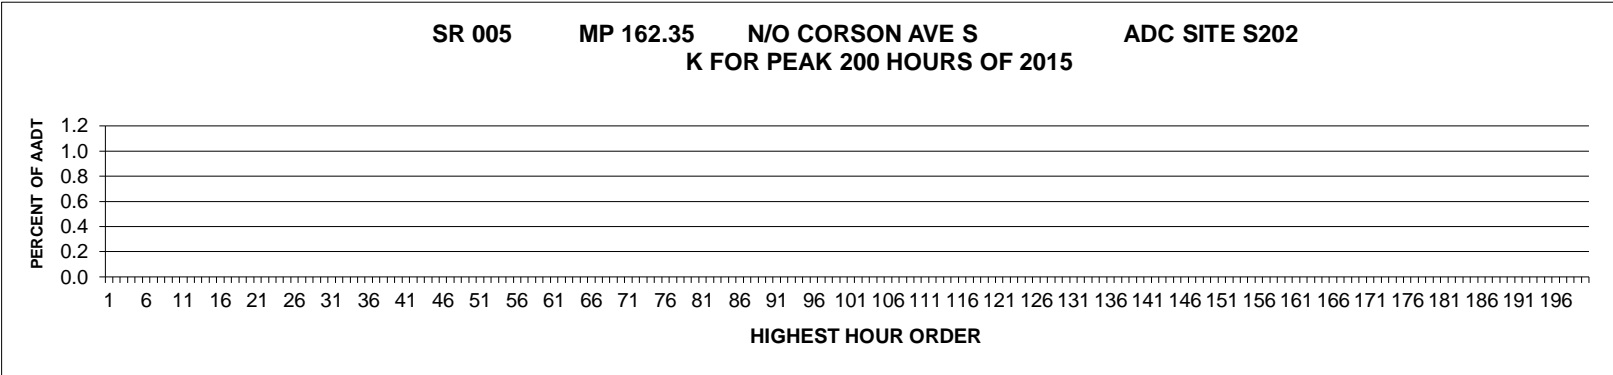 SR 005 MP 162.35 N/O CORSON AVE S ADC SITE S202
K FOR PEAK 200 HOURS OF 2015
PERCENT OF AADT
1.2
1.0
0.8
0.6
0.4
0.2
0.0
1 6 11 16 21 26 31 36 41 46 51 56 61 66 71 76 81 86 91 96 101 106 111 116 121 126 131 136 141 146 151 156 161 166 171 176 181 186 191 196
HIGHEST HOUR ORDER